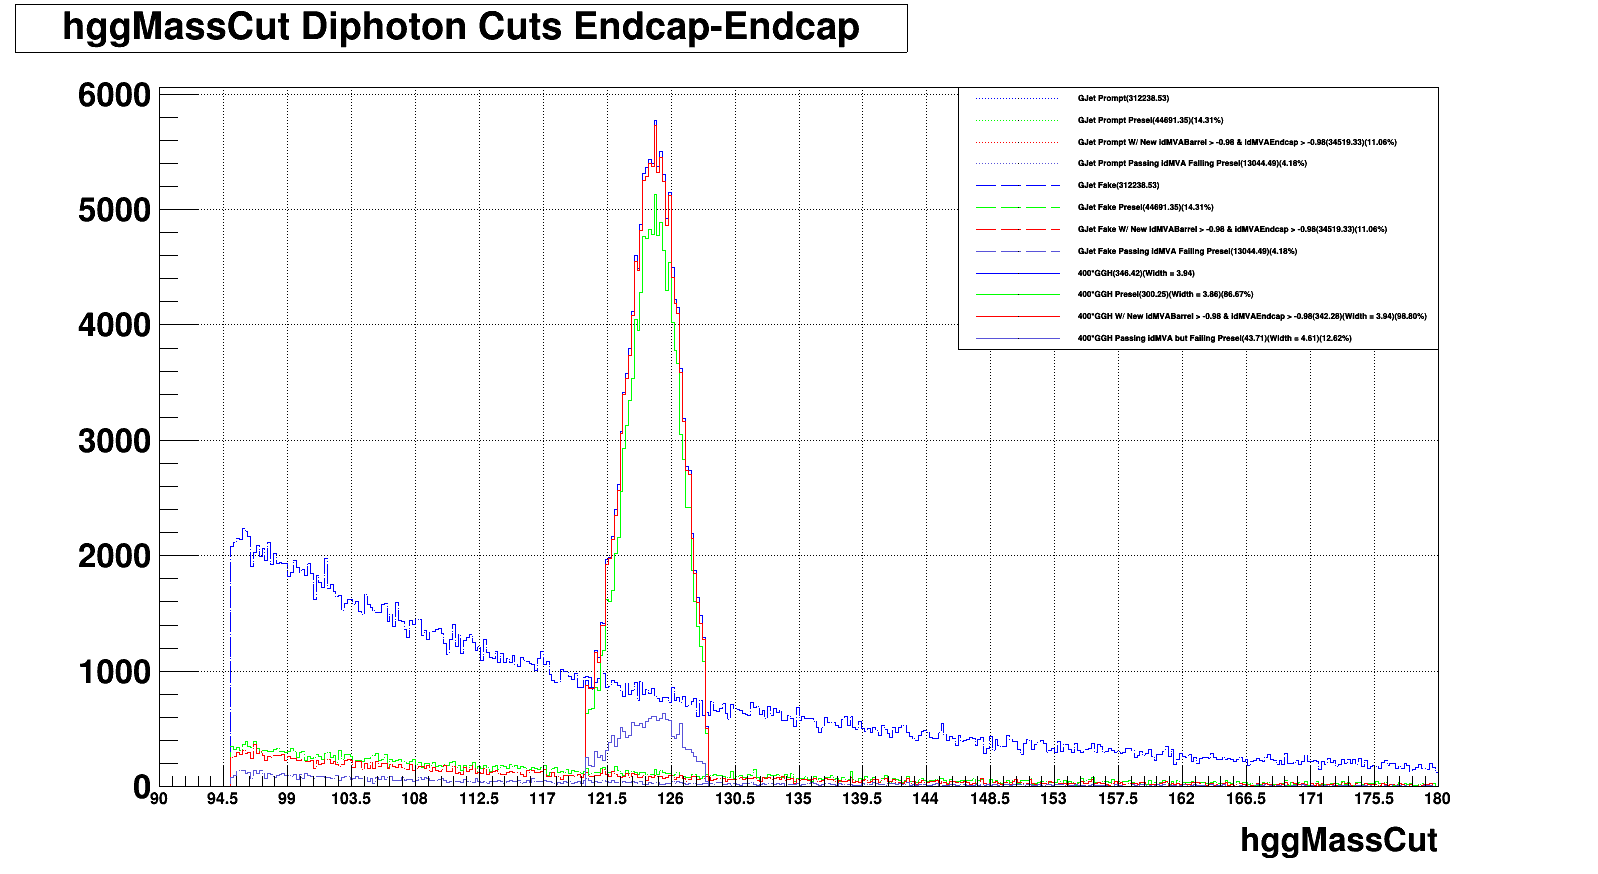 hggMassCut Diphoton Cuts Endcap-Endcap
6000
5000
4000
3000
2000
1000
0
GJet Prompt(312238.53)
GJet Prompt Presel(44691.35)(14.31%)
GJet Prompt W/ New idMVABarrel > -0.98 & idMVAEndcap > -0.98(34519.33)(11.06%)
GJet Prompt Passing idMVA Failing Presel(13044.49)(4.18%)
GJet Fake(312238.53)
GJet Fake Presel(44691.35)(14.31%)
GJet Fake W/ New idMVABarrel > -0.98 & idMVAEndcap > -0.98(34519.33)(11.06%)
GJet Fake Passing idMVA Failing Presel(13044.49)(4.18%)
400*GGH(346.42)(Width = 3.94)
400*GGH Presel(300.25)(Width = 3.86)(86.67%)
400*GGH W/ New idMVABarrel > -0.98 & idMVAEndcap > -0.98(342.28)(Width = 3.94)(98.80%)
400*GGH Passing idMVA but Failing Presel(43.71)(Width = 4.61)(12.62%)
90 94.5 99 103.5 108 112.5 117 121.5 126 130.5 135 139.5 144 148.5 153 157.5 162 166.5 171 175.5 180
hggMassCut